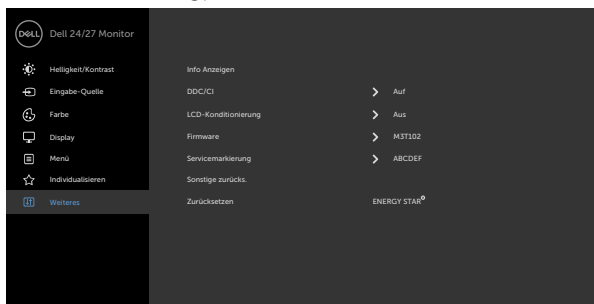 DELL Dell 24/27 Monitor
Helligkeit/Kontrast Info Anzeigen
Eingabe-Quelle DDC/CI Auf
Farbe LCD-Konditionierung Aus
Display Firmware M3T102
Menü Servicemarkierung ABCDEF
Individualisieren Sonstige zurücks.
Weiteres Zurücksetzen ENERGY STAR